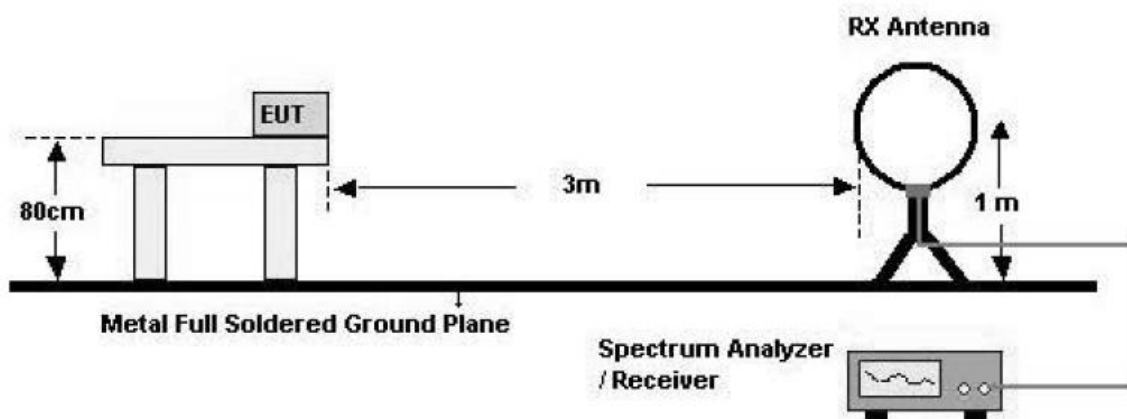 RX Antenna
EUT
3m
80cm
1 m
Metal Full Soldered Ground Plane
Spectrum Analyzer
/ Receiver